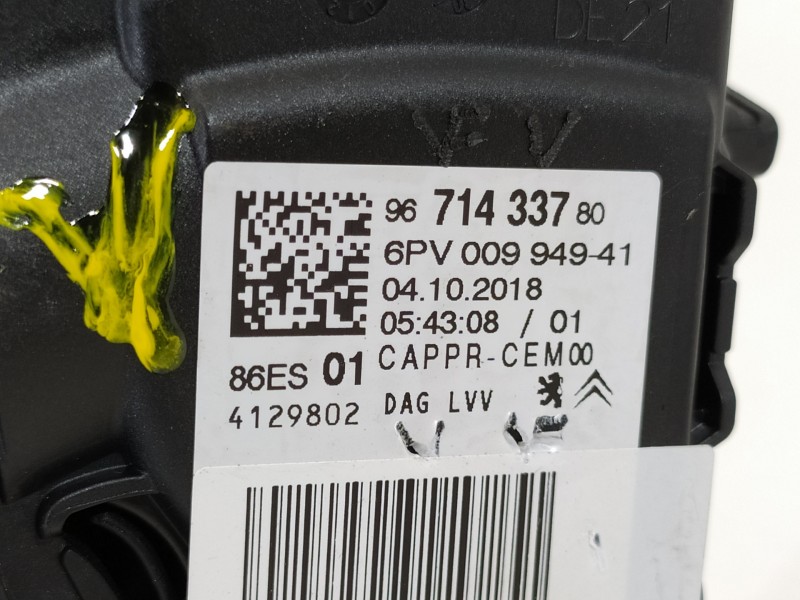 DE21
96 714 337 80
6PV 009 949-41
04.10.2018
05:43:08 / 01
86ES 01 CAPPR-CEM00
4129802 DAG LVV